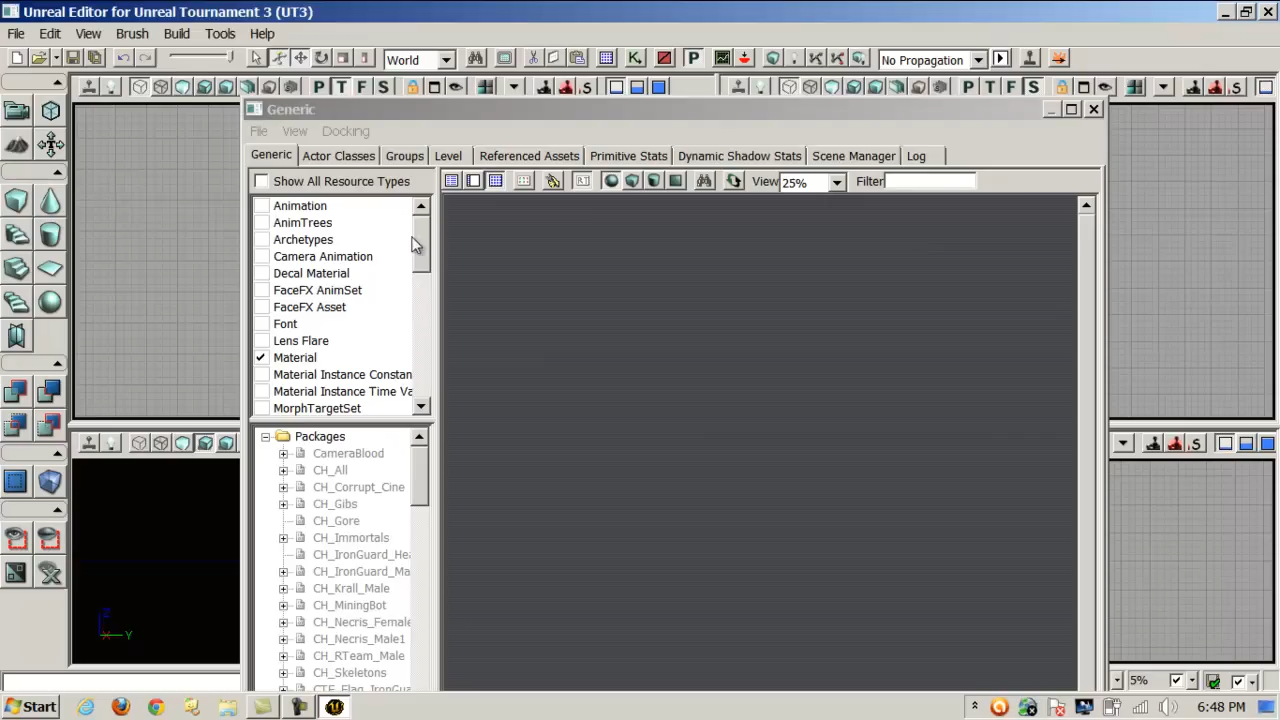 Unreal Editor for Unreal Tournament 3 (UT3)
File Edit View Brush Build Tools Help
World
P
No Propagation
P T F S
P T F S
Generic
File View Docking
Generic Actor Classes Groups Level Referenced Assets Primitive Stats Dynamic Shadow Stats Scene Manager Log
Show All Resource Types
View 25% Filter
Animation
AnimTrees
Archetypes
Camera Animation
Decal Material
FaceFX AnimSet
FaceFX Asset
Font
Lens Flare
Material
Material Instance Constan
Material Instance Time Va
MorphTargetSet
Packages
CameraBlood
CH_All
CH_Corrupt_Cine
CH_Gibs
CH_Gore
CH_Immortals
CH_IronGuard_Hea
CH_IronGuard_Ma
CH_Krall_Male
CH_MiningBot
CH_Necris_Female
CH_Necris_Male1
CH_RTeam_Male
CH_Skeletons
CTF_Flag_IronGua
Z
X Y
5%
Start
6:48 PM